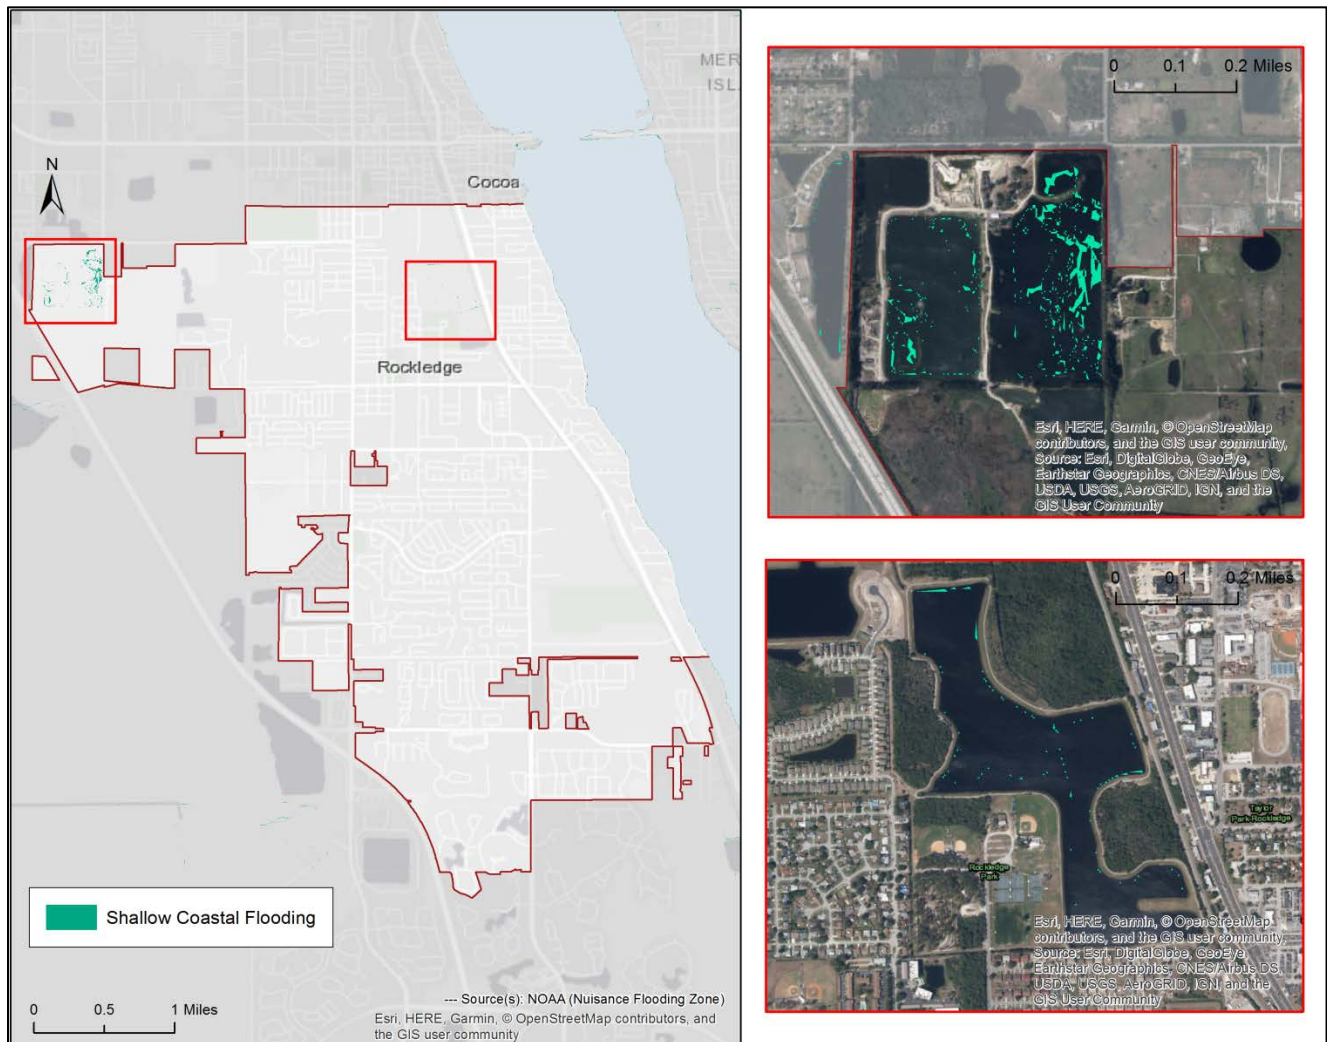 MER
ISL
Cocoa
N
Rockledge
Shallow Coastal Flooding
0 0.5 1 Miles
--- Source(s): NOAA (Nuisance Flooding Zone)
Esri, HERE, Garmin, © OpenStreetMap contributors, and
the GIS user community
0 0.1 0.2 Miles
Esri, HERE, Garmin, © OpenStreetMap
contributors, and the GIS user community,
Source: Esri, DigitalGlobe, GeoEye,
Earthstar Geographics, CNES/Airbus DS,
USDA, USGS, AeroGRID, IGN, and the
GIS User Community
0 0.1 0.2 Miles
Taylor
Park-Rockledge
Rockledge
Park
Esri, HERE, Garmin, © OpenStreetMap
contributors, and the GIS user community,
Source: Esri, DigitalGlobe, GeoEye,
Earthstar Geographics, CNES/Airbus DS,
USDA, USGS, AeroGRID, IGN, and the
GIS User Community